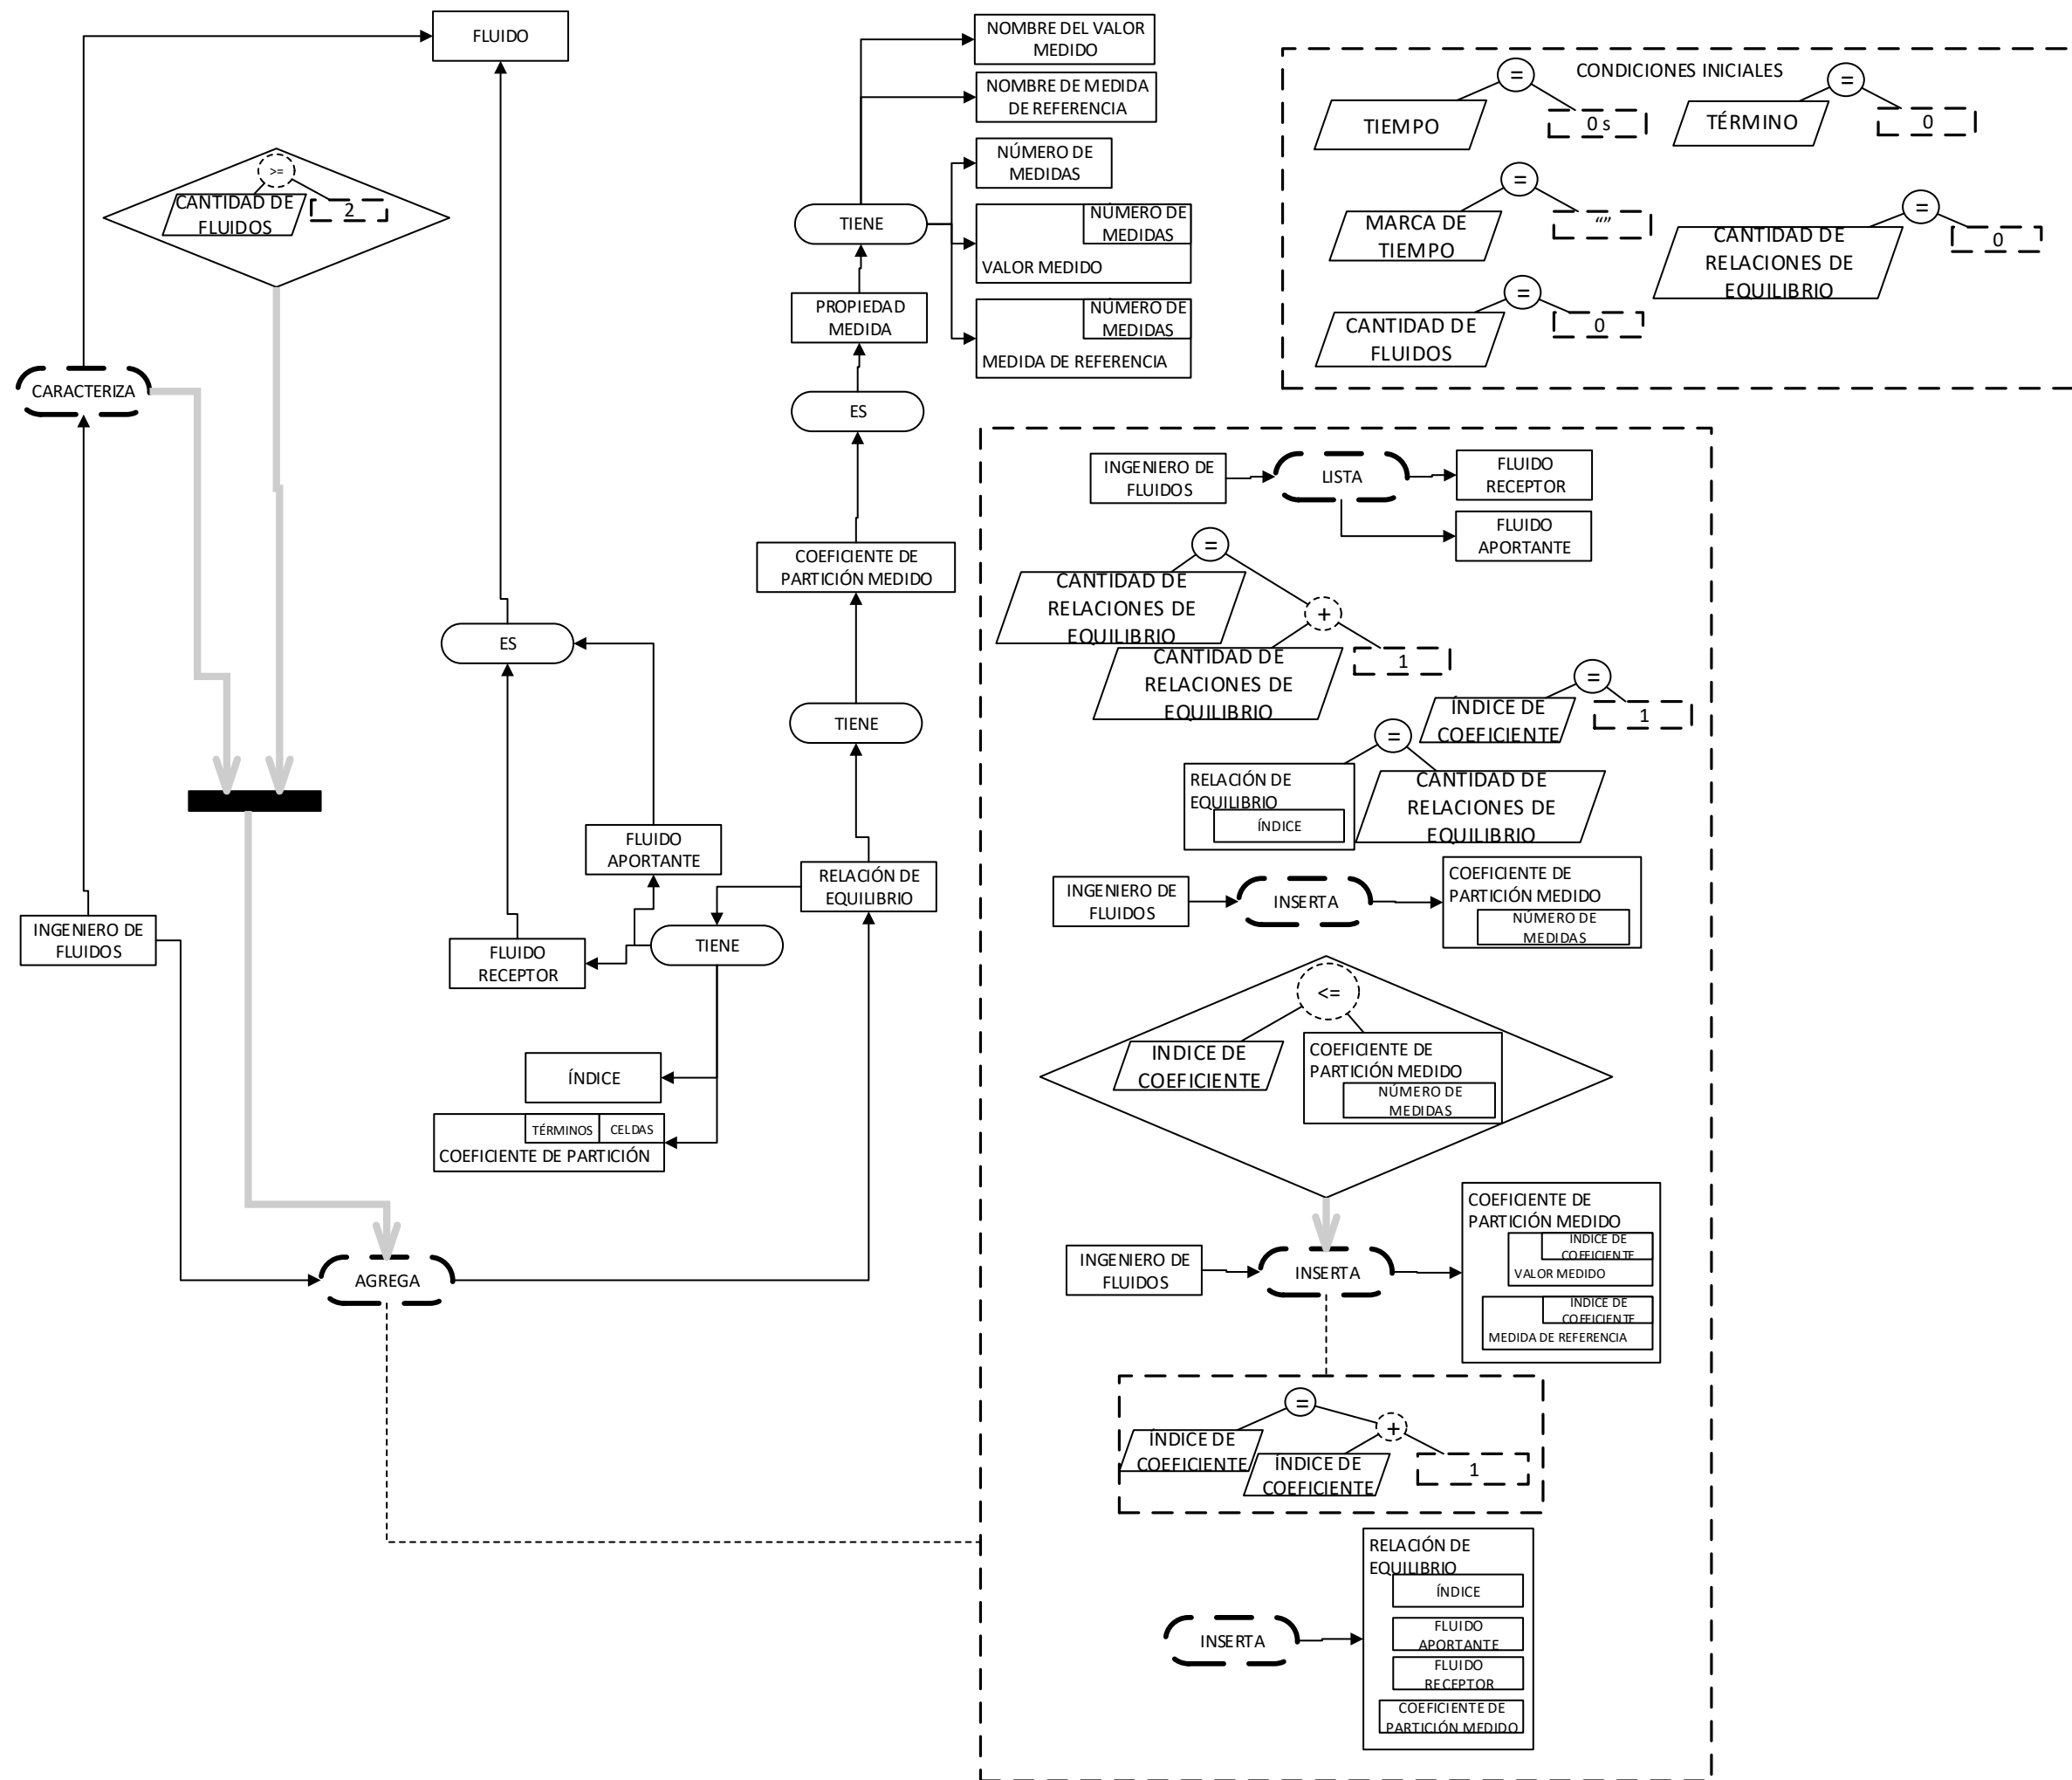 FLUIDO
>=
CANTIDAD DE
FLUIDOS
2
CARACTERIZA
INGENIERO DE
FLUIDOS
ES
FLUIDO
APORTANTE
FLUIDO
RECEPTOR
TIENE
RELACIÓN DE
EQUILIBRIO
ÍNDICE
TÉRMINOS
CELDAS
COEFICIENTE DE PARTICIÓN
AGREGA
NOMBRE DEL VALOR
MEDIDO
NOMBRE DE MEDIDA
DE REFERENCIA
NÚMERO DE
MEDIDAS
TIENE
NÚMERO DE
MEDIDAS
VALOR MEDIDO
PROPIEDAD
MEDIDA
NÚMERO DE
MEDIDAS
MEDIDA DE REFERENCIA
ES
COEFICIENTE DE
PARTICIÓN MEDIDO
TIENE
CONDICIONES INICIALES
=
TIEMPO
0 s
=
TÉRMINO
0
=
MARCA DE
TIEMPO
“”
=
CANTIDAD DE
RELACIONES DE
EQUILIBRIO
0
=
CANTIDAD DE
FLUIDOS
0
INGENIERO DE
FLUIDOS
LISTA
FLUIDO
RECEPTOR
FLUIDO
APORTANTE
=
CANTIDAD DE
RELACIONES DE
EQUILIBRIO
+
CANTIDAD DE
RELACIONES DE
EQUILIBRIO
1
=
ÍNDICE DE
COEFICIENTE
1
=
RELACIÓN DE
EQUILIBRIO
ÍNDICE
CANTIDAD DE
RELACIONES DE
EQUILIBRIO
INGENIERO DE
FLUIDOS
INSERTA
COEFICIENTE DE
PARTICIÓN MEDIDO
NÚMERO DE
MEDIDAS
<=
INDICE DE
COEFICIENTE
COEFICIENTE DE
PARTICIÓN MEDIDO
NÚMERO DE
MEDIDAS
INGENIERO DE
FLUIDOS
INSERTA
COEFICIENTE DE
PARTICIÓN MEDIDO
INDICE DE
COEFICIENTE
VALOR MEDIDO
INDICE DE
COEFICIENTE
MEDIDA DE REFERENCIA
=
ÍNDICE DE
COEFICIENTE
+
ÍNDICE DE
COEFICIENTE
1
INSERTA
RELACIÓN DE
EQUILIBRIO
ÍNDICE
FLUIDO
APORTANTE
FLUIDO
RECEPTOR
COEFICIENTE DE
PARTICIÓN MEDIDO